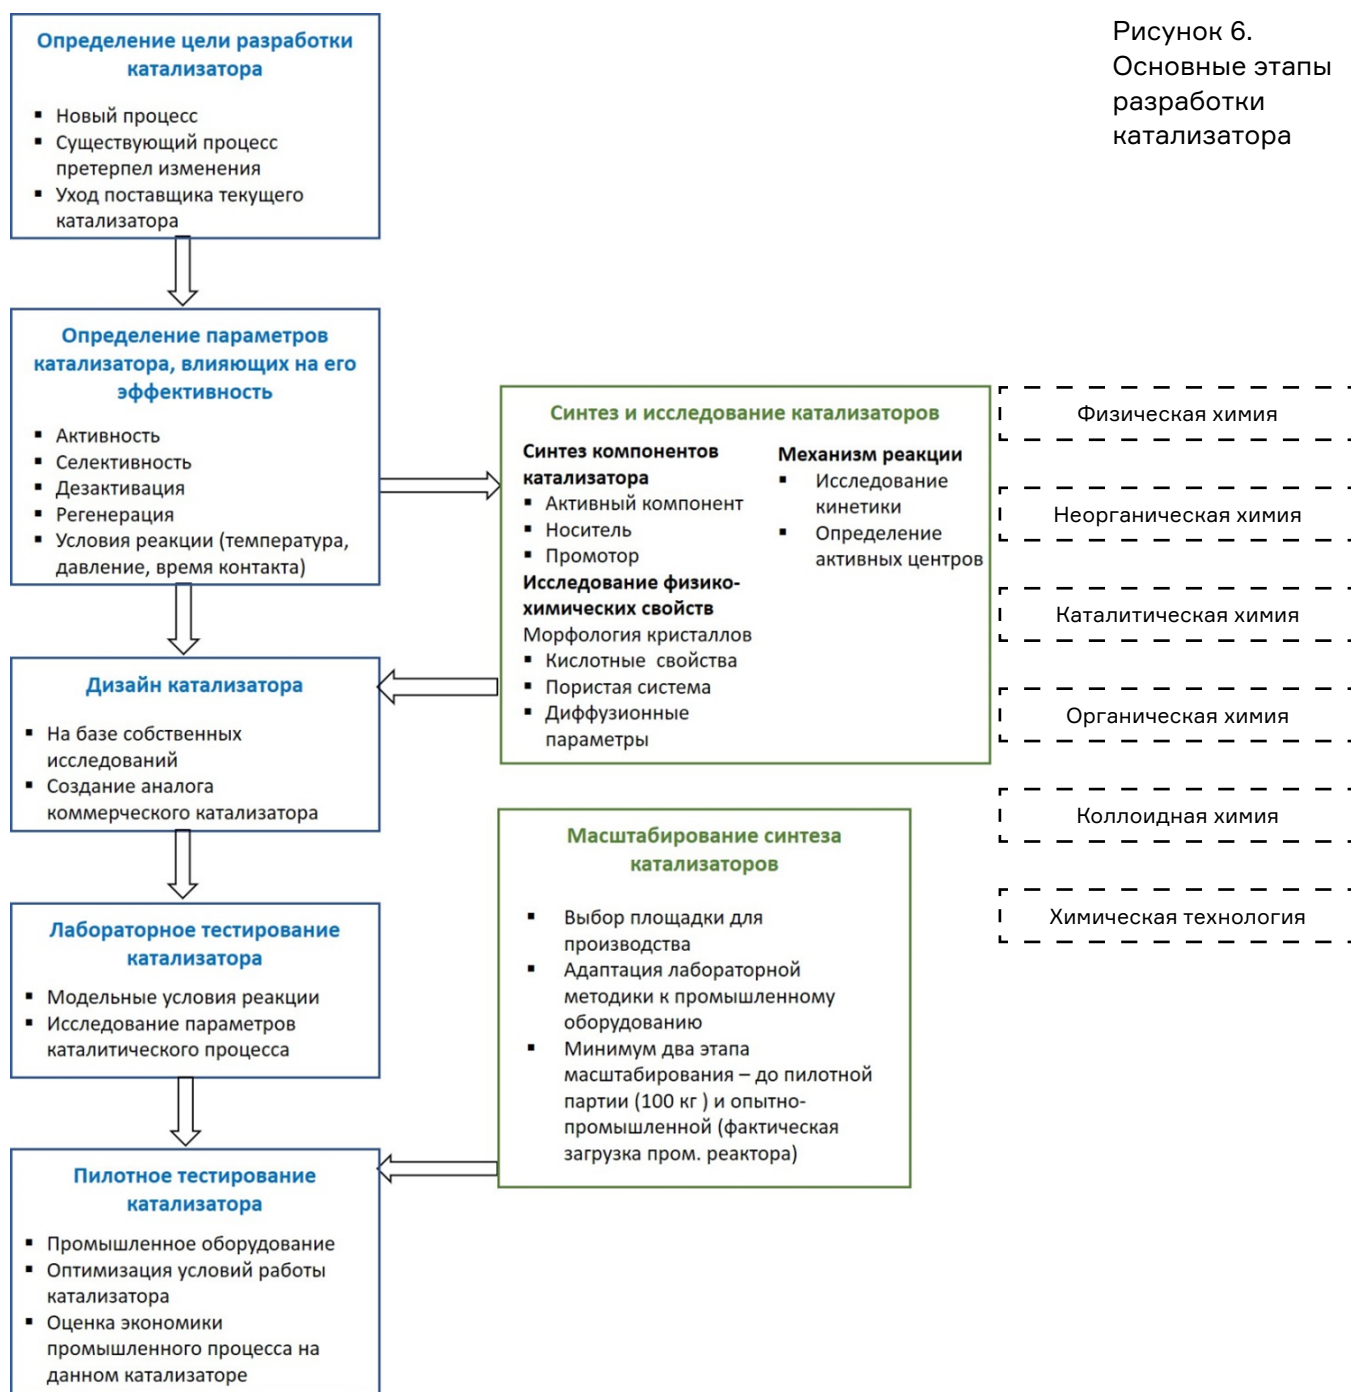 Рисунок 6.
Основные этапы
разработки
катализатора
Определение цели разработки
катализатора
▪ Новый процесс
▪ Существующий процесс
претерпел изменения
▪ Уход поставщика текущего
катализатора
Определение параметров
катализатора, влияющих на его
эффективность
▪ Активность
▪ Селективность
▪ Дезактивация
▪ Регенерация
▪ Условия реакции (температура,
давление, время контакта)
Синтез и исследование катализаторов
Синтез компонентов
катализатора
▪ Активный компонент
▪ Носитель
▪ Промотор
Исследование физико-
химических свойств
Морфология кристаллов
▪ Кислотные свойства
▪ Пористая система
▪ Диффузионные
параметры
Механизм реакции
▪ Исследование
кинетики
▪ Определение
активных центров
Физическая химия
Неорганическая химия
Каталитическая химия
Органическая химия
Коллоидная химия
Химическая технология
Дизайн катализатора
▪ На базе собственных
исследований
▪ Создание аналога
коммерческого катализатора
Масштабирование синтеза
катализаторов
▪ Выбор площадки для
производства
▪ Адаптация лабораторной
методики к промышленному
оборудованию
▪ Минимум два этапа
масштабирования – до пилотной
партии (100 кг ) и опытно-
промышленной (фактическая
загрузка пром. реактора)
Лабораторное тестирование
катализатора
▪ Модельные условия реакции
▪ Исследование параметров
каталитического процесса
Пилотное тестирование
катализатора
▪ Промышленное оборудование
▪ Оптимизация условий работы
катализатора
▪ Оценка экономики
промышленного процесса на
данном катализаторе